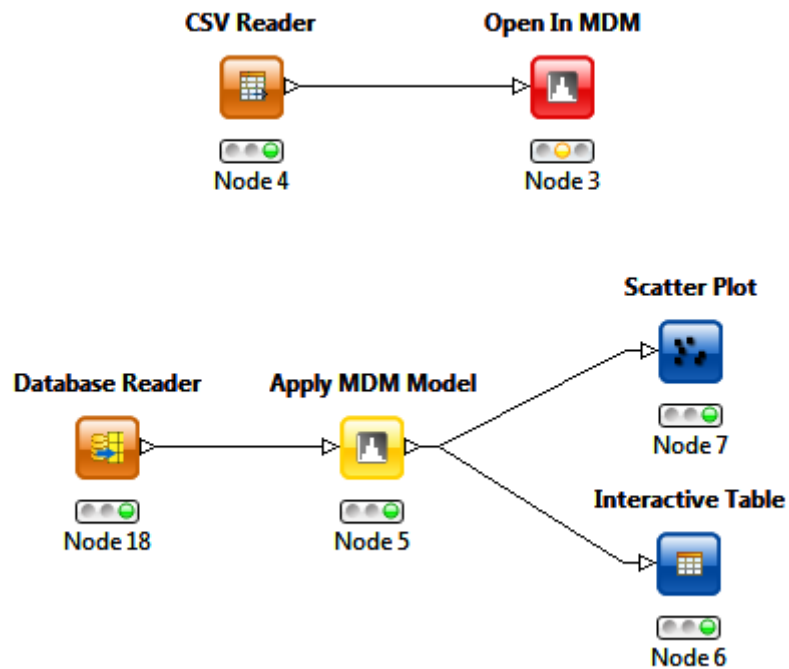 CSV Reader
Open In MDM
Node 4
Node 3
Scatter Plot
Database Reader
Apply MDM Model
Node 7
Interactive Table
Node 18
Node 5
Node 6